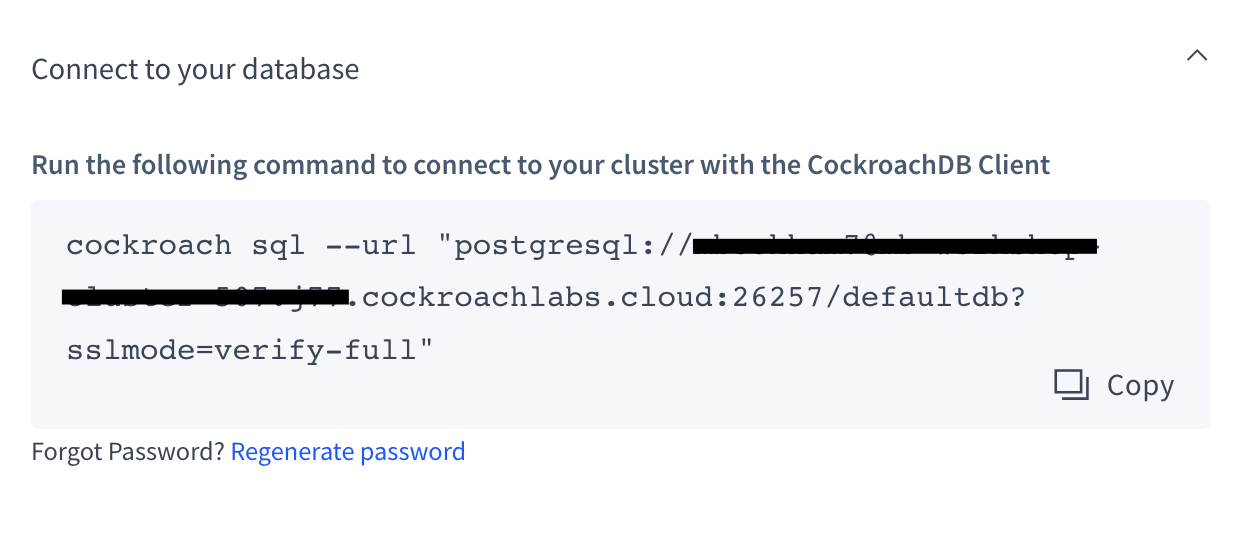 Connect to your database
Run the following command to connect to your cluster with the CockroachDB Client
cockroach sql --url "postgresql://
.cockroachlabs.cloud:26257/defaultdb?
sslmode=verify-full"
Copy
Forgot Password? Regenerate password